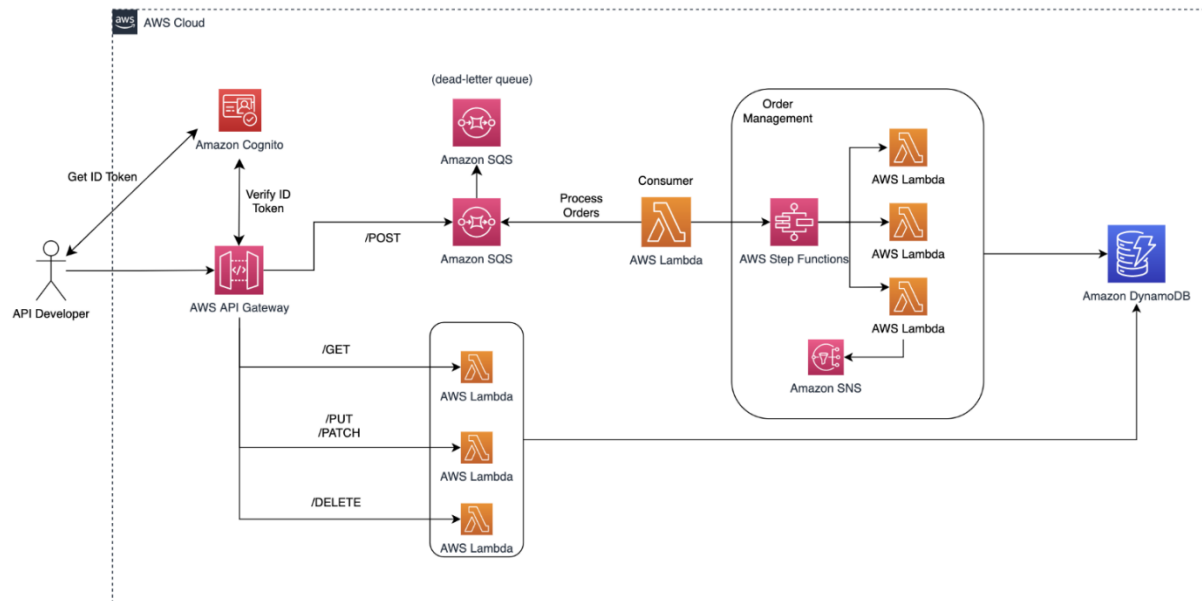 aws
AWS Cloud
(dead-letter queue)
Amazon SQS
Order
Management
Amazon Cognito
AWS Lambda
Get ID Token
Verify ID
Token
Process
Orders
Consumer
/POST
Amazon SQS
AWS Lambda
AWS Step Functions
AWS Lambda
Amazon DynamoDB
API Developer
AWS API Gateway
AWS Lambda
/GET
Amazon SNS
AWS Lambda
/PUT
/PATCH
AWS Lambda
/DELETE
AWS Lambda